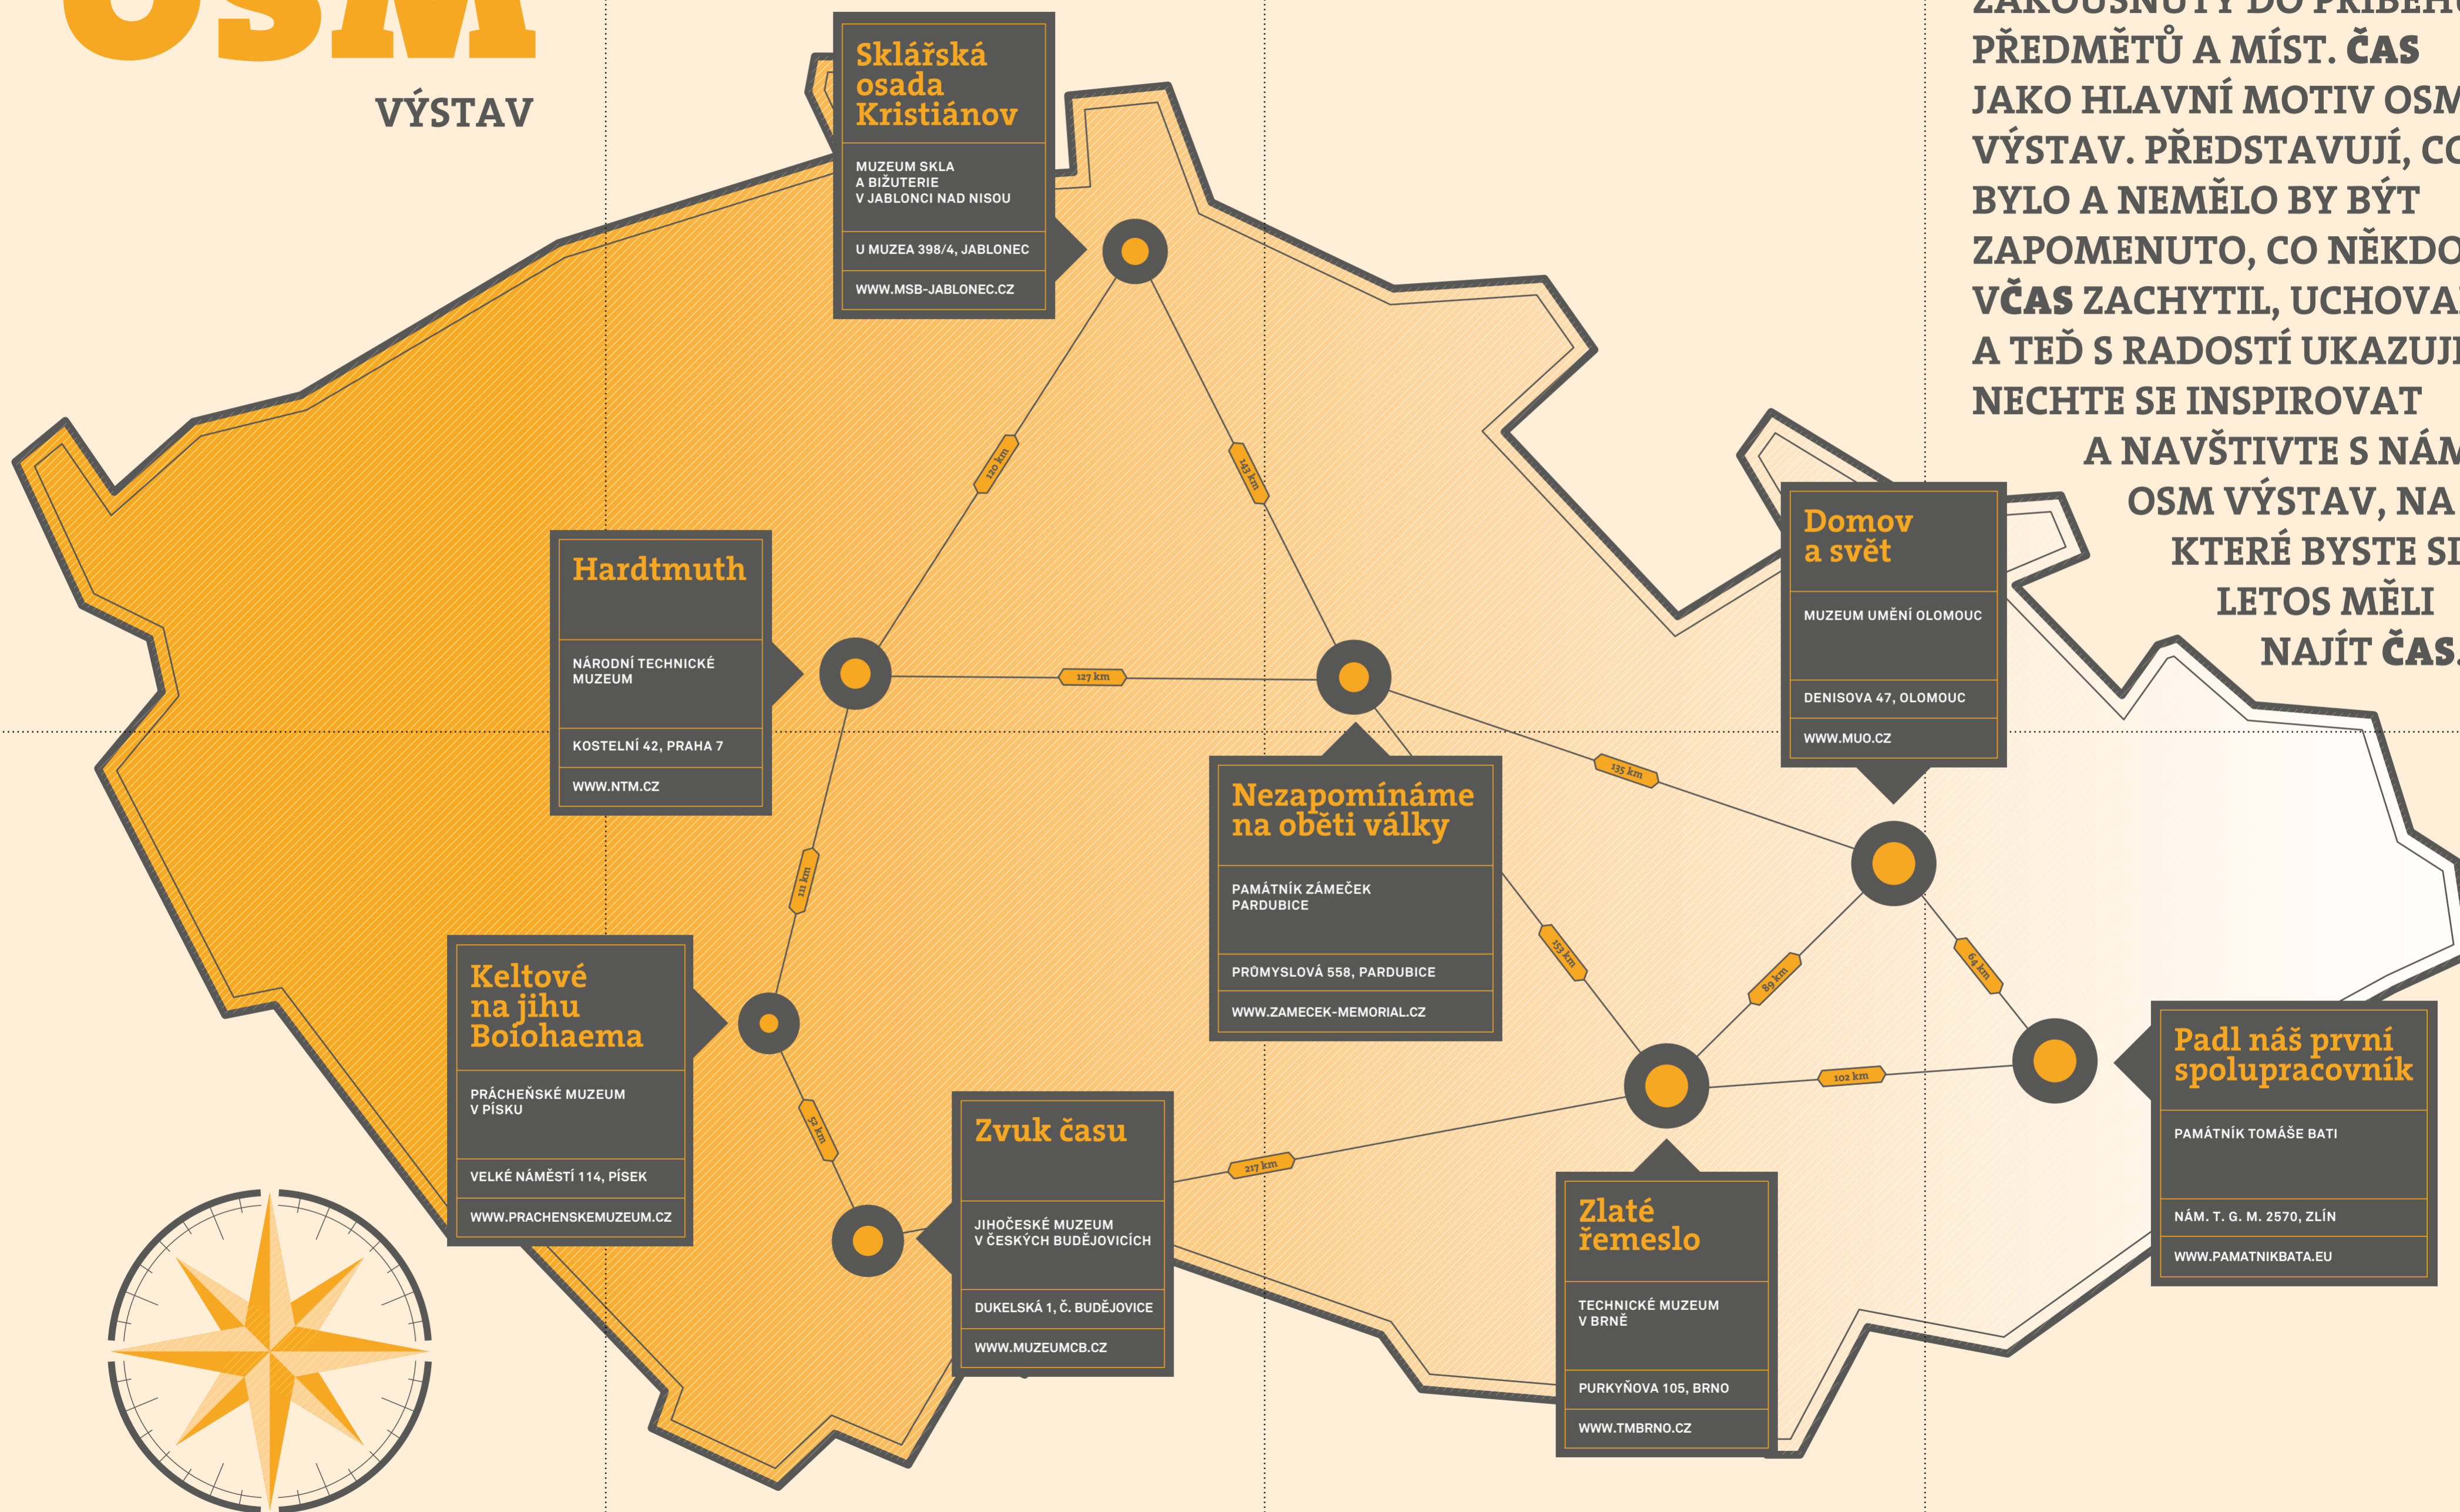 OSM
VÝSTAV
PŘEDMĚTŮ A MÍST. ČAS
JAKO HLAVNÍ MOTIV OSM
VÝSTAV. PŘEDSTAVUJÍ, CO
BYLO A NEMĚLO BY BÝT
ZAPOMENUTO, CO NĚKDO
VČAS ZACHYTIL, UCHOVAL
A TEĎ S RADOSTÍ UKAZUJE
NECHTE SE INSPIROVAT
A NAVŠTIVTE S NÁM
OSM VÝSTAV, NA
KTERÉ BYSTE SI
LETOS MĚLI
NAJÍT ČAS.
Sklářská
osada
Kristiánov
MUZEUM SKLA
A BIŽUTERIE
V JABLONCI NAD NISOU
U MUZEA 398/4, JABLONEC
WWW.MSB-JABLONEC.CZ
120 km
143 km
Hardtmuth
NÁRODNÍ TECHNICKÉ
MUZEUM
KOSTELNÍ 42, PRAHA 7
WWW.NTM.CZ
127 km
Domov
a svět
MUZEUM UMĚNÍ OLOMOUC
DENISOVA 47, OLOMOUC
WWW.MUO.CZ
Nezapomínáme
na oběti války
PAMÁTNÍK ZÁMEČEK
PARDUBICE
PRŮMYSLOVÁ 558, PARDUBICE
WWW.ZAMECEK-MEMORIAL.CZ
135 km
111 km
153 km
89 km
64 km
Keltové
na jihu
Boiohaema
PRÁCHEŇSKÉ MUZEUM
V PÍSKU
VELKÉ NÁMĚSTÍ 114, PÍSEK
WWW.PRACHENSKEMUZEUM.CZ
52 km
Zvuk času
JIHOČESKÉ MUZEUM
V ČESKÝCH BUDĚJOVICÍCH
DUKELSKÁ 1, Č. BUDĚJOVICE
WWW.MUZEUMCB.CZ
217 km
102 km
Zlaté
řemeslo
TECHNICKÉ MUZEUM
V BRNĚ
PURKYŇOVA 105, BRNO
WWW.TMBRNO.CZ
Padl náš první
spolupracovník
PAMÁTNÍK TOMÁŠE BATI
NÁM. T. G. M. 2570, ZLÍN
WWW.PAMATNIKBATA.EU